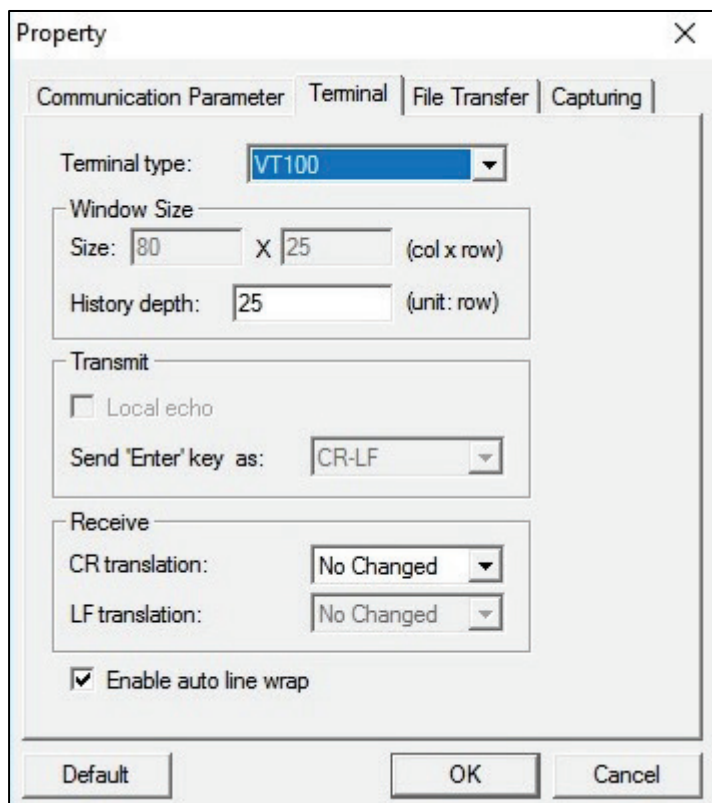 Property
Communication Parameter Terminal File Transfer Capturing
Terminal type: VT100
Window Size
Size: 80 X 25 (col x row)
History depth: 25 (unit: row)
Transmit
Local echo
Send 'Enter' key as: CR-LF
Receive
CR translation: No Changed
LF translation: No Changed
Enable auto line wrap
Default OK Cancel